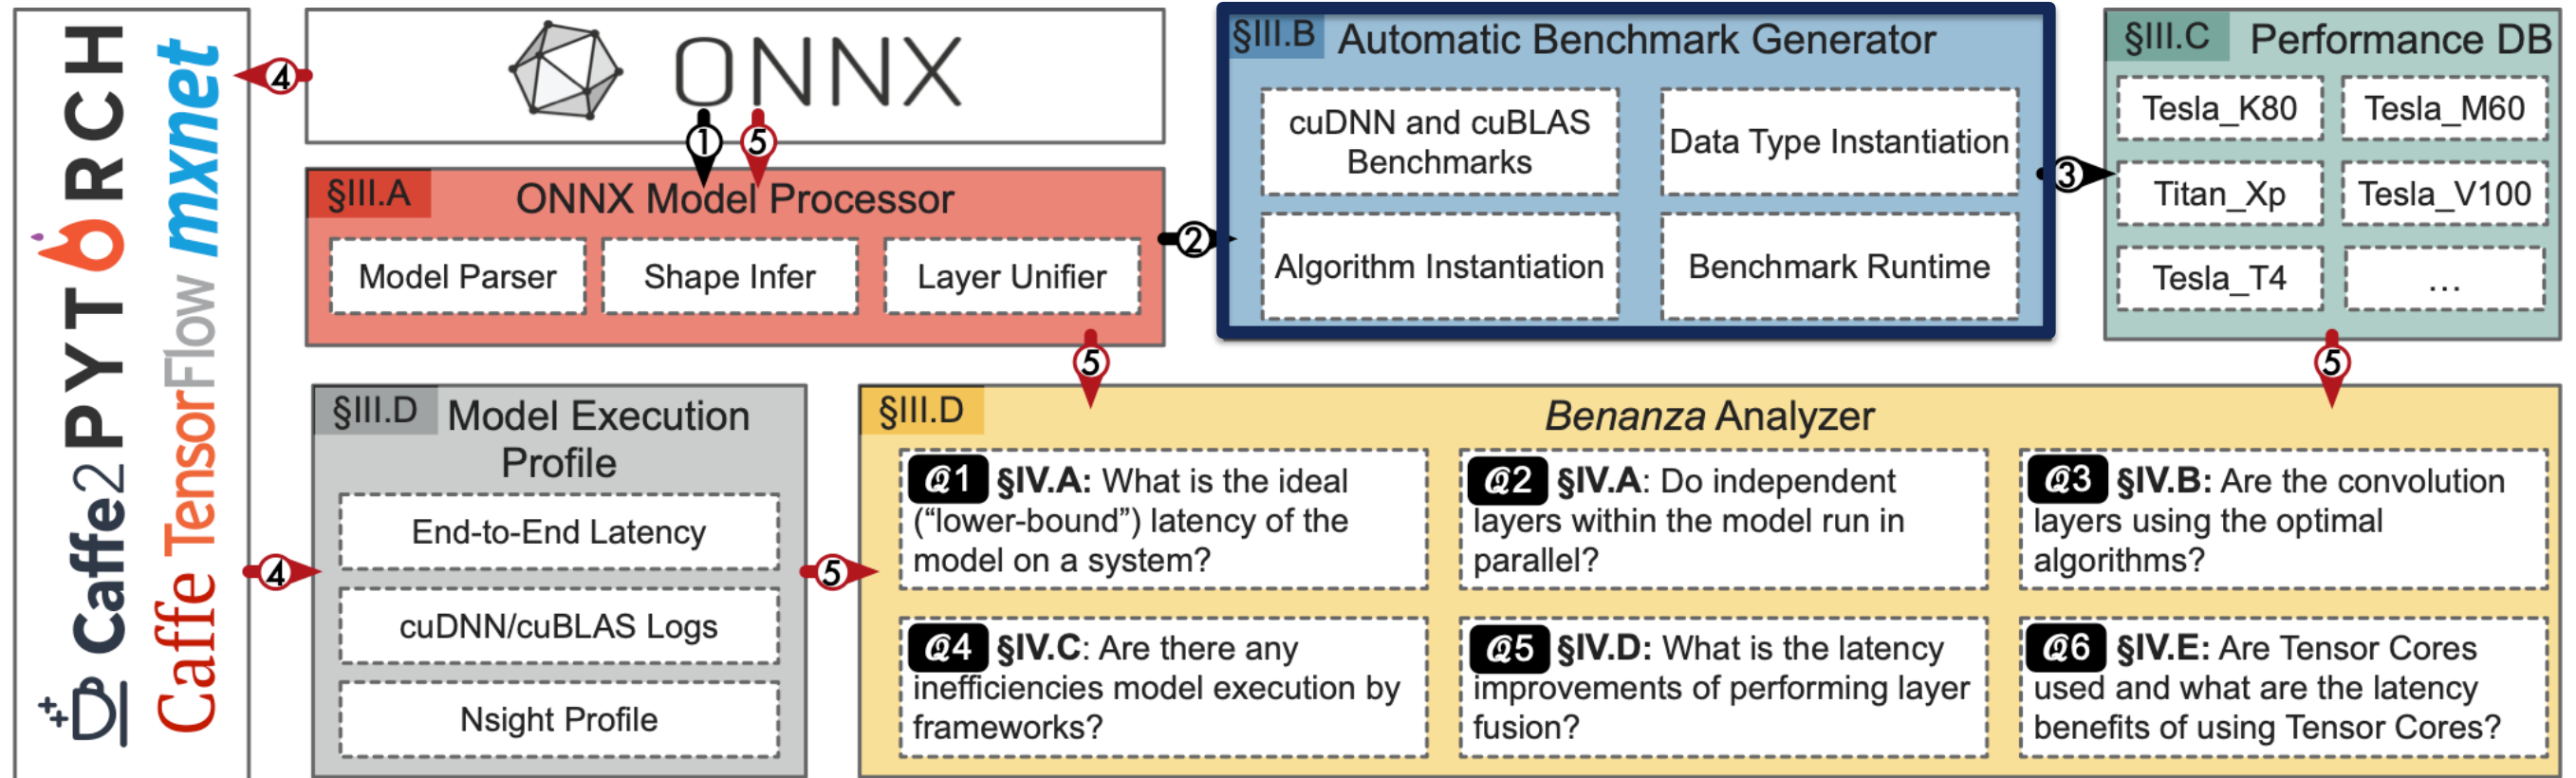 PYTORCH
mxnet
Caffe2
Caffe TensorFlow
4
ONNX
1
5
§III.A
ONNX Model Processor
Model Parser
Shape Infer
Layer Unifier
2
§III.B
Automatic Benchmark Generator
cuDNN and cuBLAS
Benchmarks
Data Type Instantiation
Algorithm Instantiation
Benchmark Runtime
3
§III.C
Performance DB
Tesla_K80
Tesla_M60
Titan_Xp
Tesla_V100
Tesla_T4
...
5
5
4
§III.D
Model Execution
Profile
End-to-End Latency
cuDNN/cuBLAS Logs
Nsight Profile
5
§III.D
Benanza Analyzer
Q1 §IV.A: What is the ideal
(“lower-bound”) latency of the
model on a system?
Q2 §IV.A: Do independent
layers within the model run in
parallel?
Q3 §IV.B: Are the convolution
layers using the optimal
algorithms?
Q4 §IV.C: Are there any
inefficiencies model execution by
frameworks?
Q5 §IV.D: What is the latency
improvements of performing layer
fusion?
Q6 §IV.E: Are Tensor Cores
used and what are the latency
benefits of using Tensor Cores?